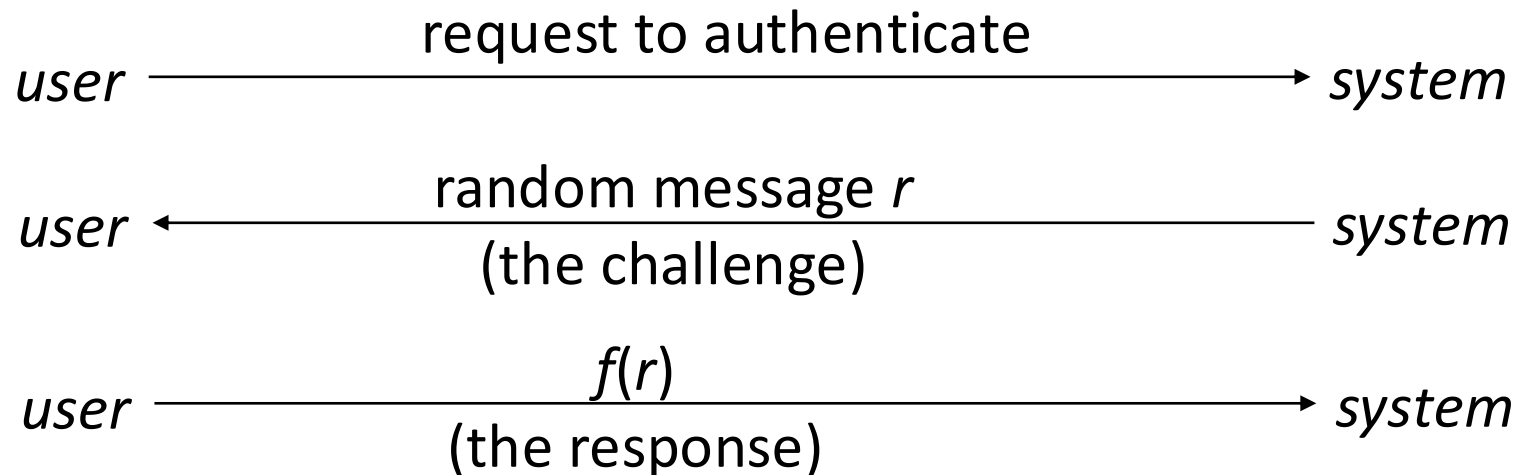 request to authenticate
user system
random message r
user system
(the challenge)
f(r)
user system
(the response)